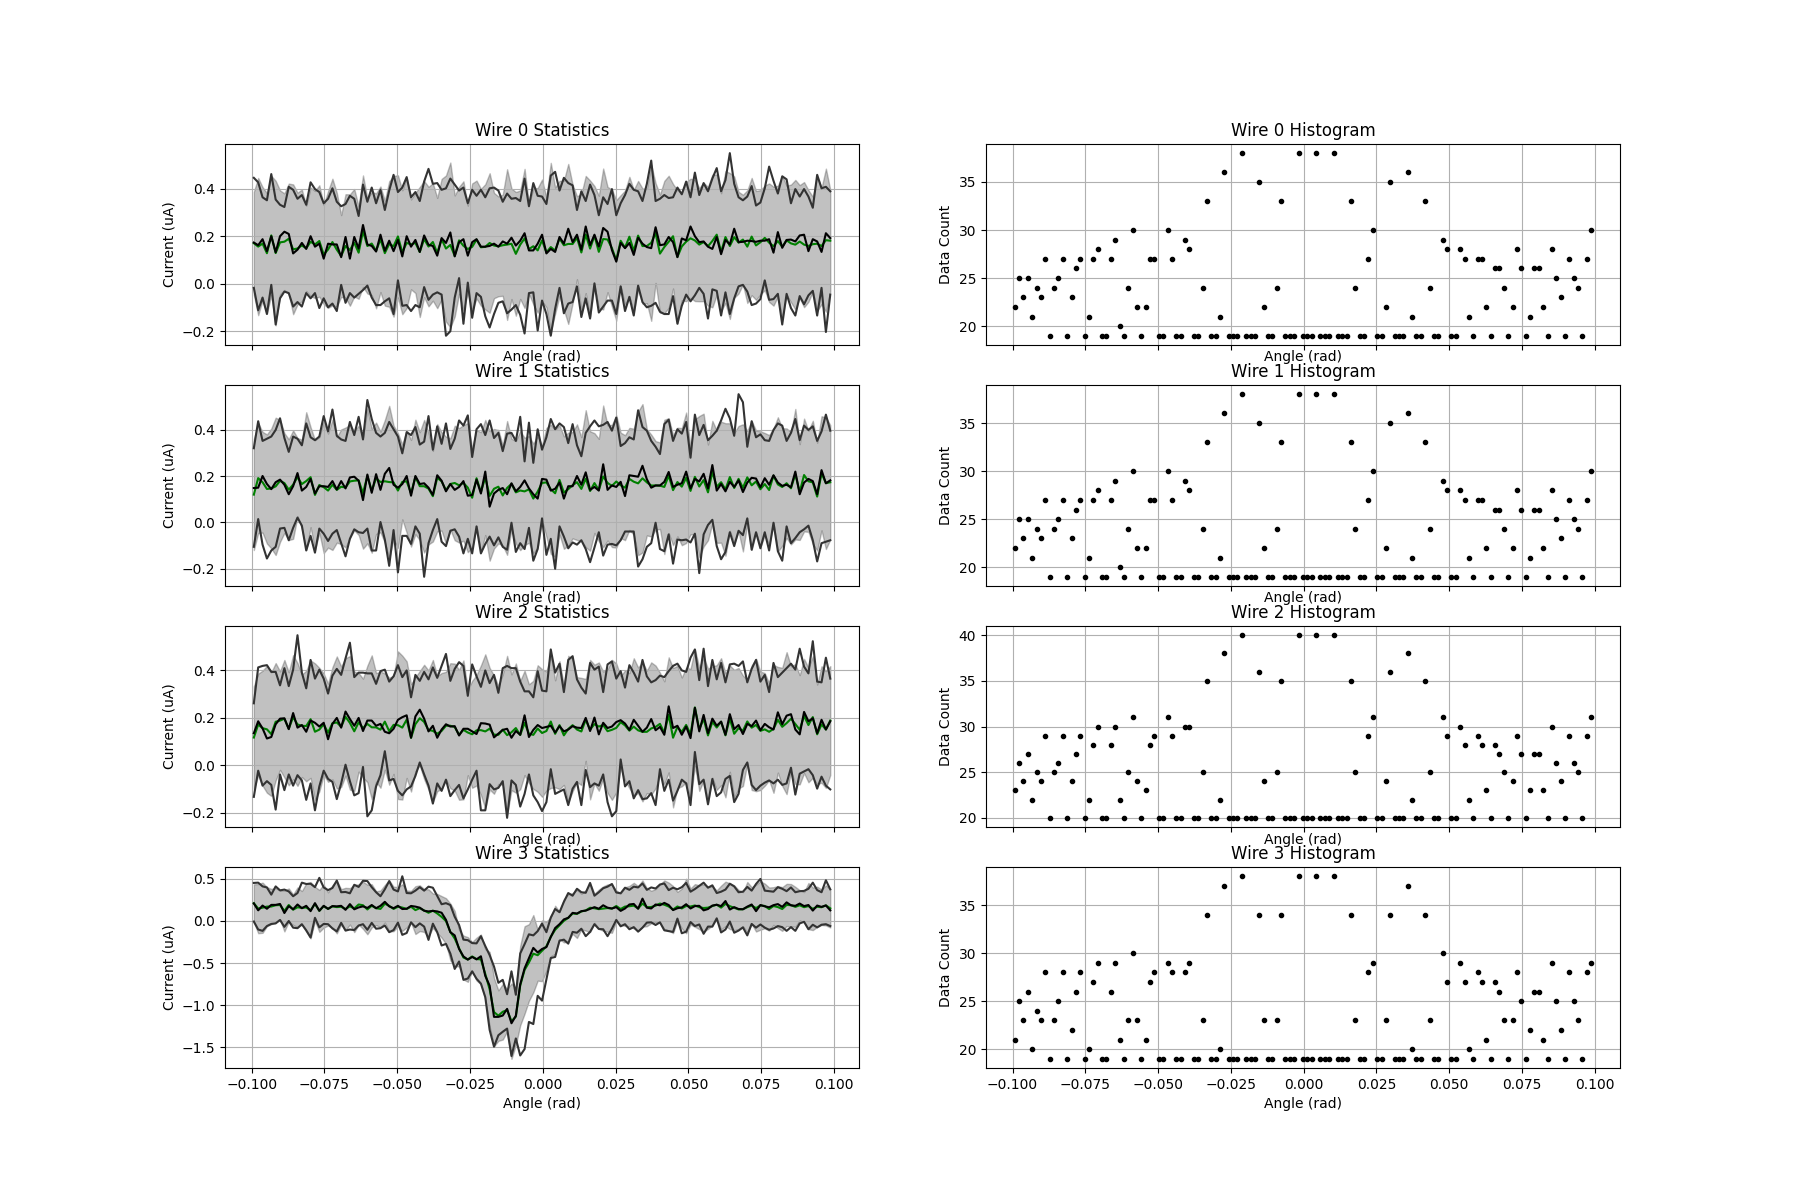 Wire 0 Statistics
Current (uA)
0.4
0.2
0.0
−0.2
Angle (rad)
Wire 0 Histogram
Data Count
35
30
25
20
Angle (rad)
Wire 1 Statistics
Current (uA)
0.4
0.2
0.0
−0.2
Angle (rad)
Wire 1 Histogram
Data Count
35
30
25
20
Angle (rad)
Wire 2 Statistics
Current (uA)
0.4
0.2
0.0
−0.2
Angle (rad)
Wire 2 Histogram
Data Count
40
35
30
25
20
Angle (rad)
Wire 3 Statistics
Current (uA)
0.5
0.0
−0.5
−1.0
−1.5
−0.100 −0.075 −0.050 −0.025 0.000 0.025 0.050 0.075 0.100
Angle (rad)
Wire 3 Histogram
Data Count
35
30
25
20
−0.100 −0.075 −0.050 −0.025 0.000 0.025 0.050 0.075 0.100
Angle (rad)